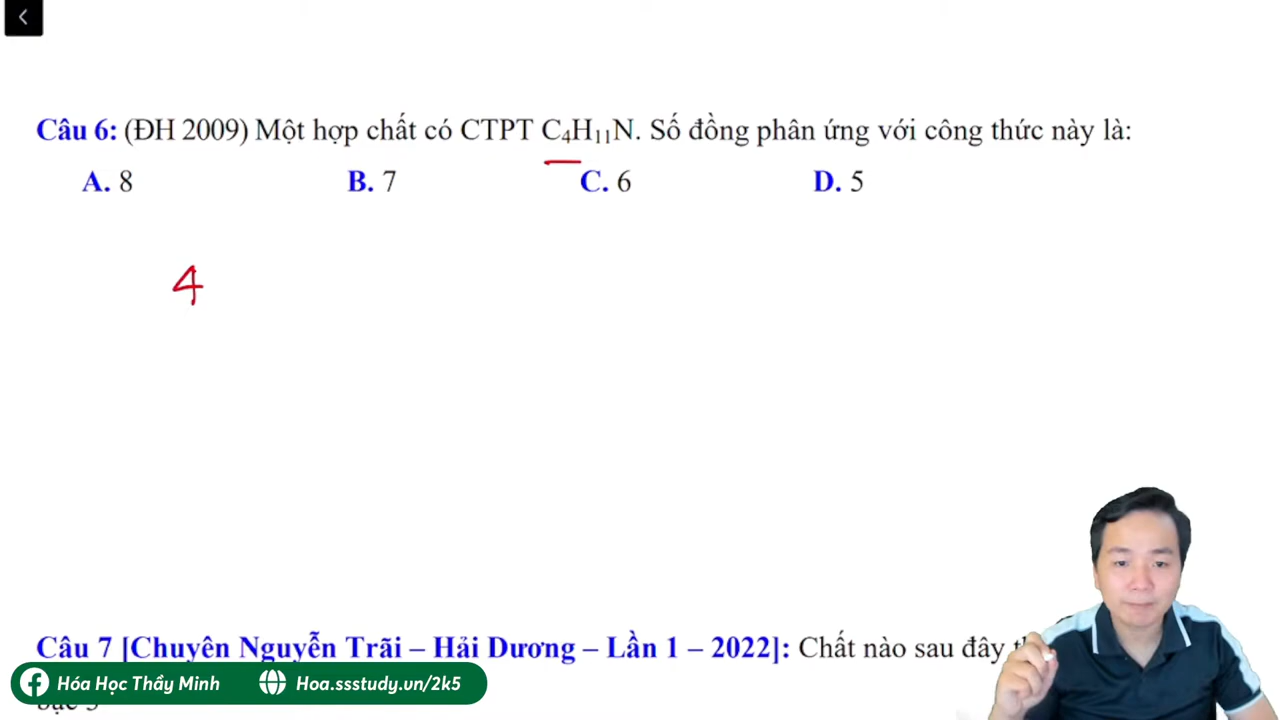 Câu 6: (ĐH 2009) Một hợp chất có CTPT C₄H₁₁N. Số đồng phân ứng với công thức này là:
A. 8 B. 7 C. 6 D. 5
4
Câu 7 [Chuyên Nguyễn Trãi – Hải Dương – Lần 1 – 2022]: Chất nào sau đây
Hóa Học Thầy Minh Hoa.ssstudy.vn/2k5